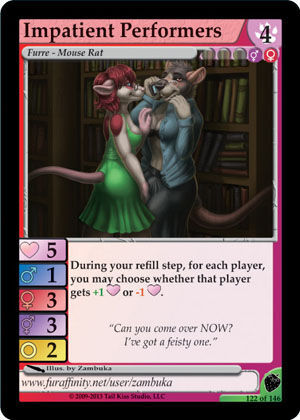 Impatient Performers
4
Furre - Mouse Rat
5
1
3
3
2
During your refill step, for each player,
you may choose whether that player
gets +1 or -1 .
"Can you come over NOW?
I've got a feisty one."
Illus. by Zambuka
www.furaffinity.net/user/zambuka
© 2009-2013 Tail Kiss Studio, LLC
122 of 146